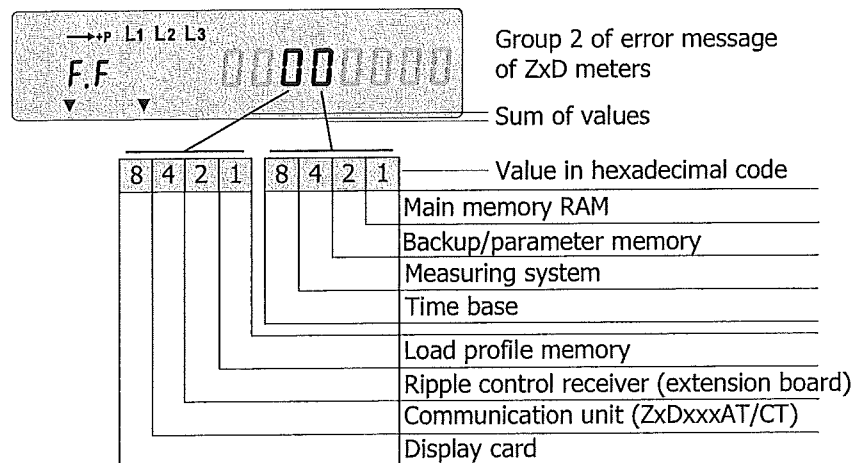 →+P L1 L2 L3
F.F 00000000
Group 2 of error message
of ZxD meters
Sum of values
8 4 2 1 8 4 2 1
Value in hexadecimal code
Main memory RAM
Backup/parameter memory
Measuring system
Time base
Load profile memory
Ripple control receiver (extension board)
Communication unit (ZxDxxxAT/CT)
Display card